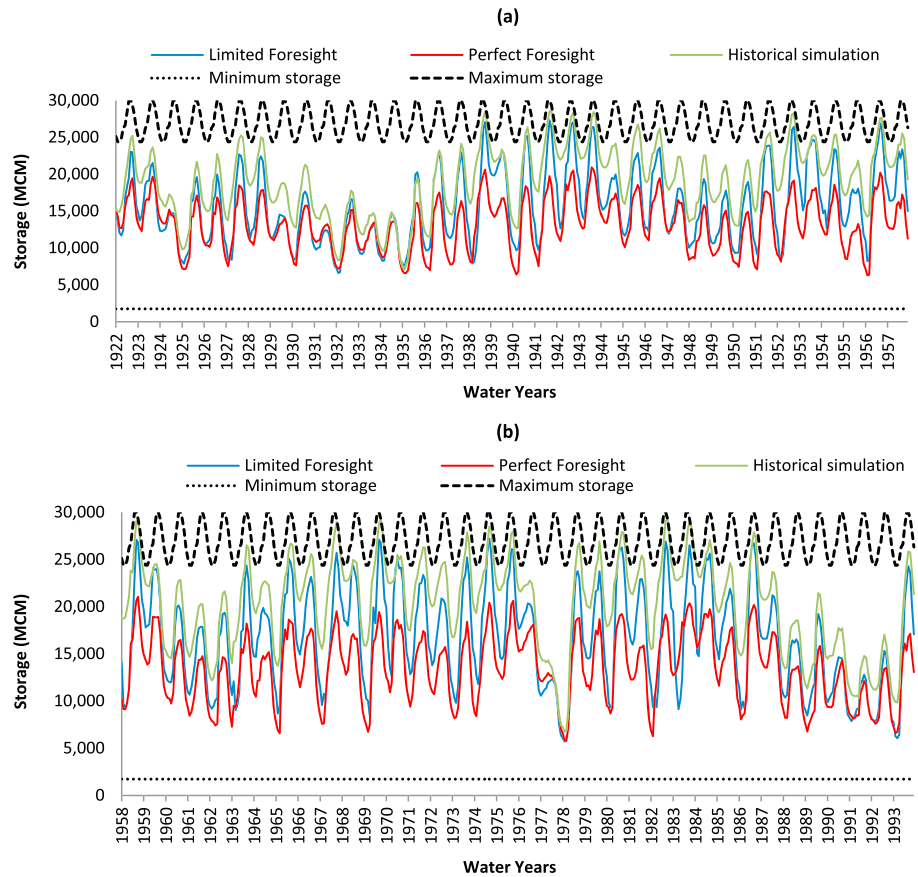 (a)
Limited Foresight Perfect Foresight Historical simulation
Minimum storage Maximum storage
30,000
25,000
20,000
15,000
10,000
5,000
0
Storage (MCM)
1922 1923 1924 1925 1926 1927 1928 1929 1930 1931 1932 1933 1934 1935 1936 1937 1938 1939 1940 1941 1942 1943 1944 1945 1946 1947 1948 1949 1950 1951 1952 1953 1954 1955 1956 1957
Water Years
(b)
Limited Foresight Perfect Foresight Historical simulation
Minimum storage Maximum storage
30,000
25,000
20,000
15,000
10,000
5,000
0
Storage (MCM)
1958 1959 1960 1961 1962 1963 1964 1965 1966 1967 1968 1969 1970 1971 1972 1973 1974 1975 1976 1977 1978 1979 1980 1981 1982 1983 1984 1985 1986 1987 1988 1989 1990 1991 1992 1993
Water Years